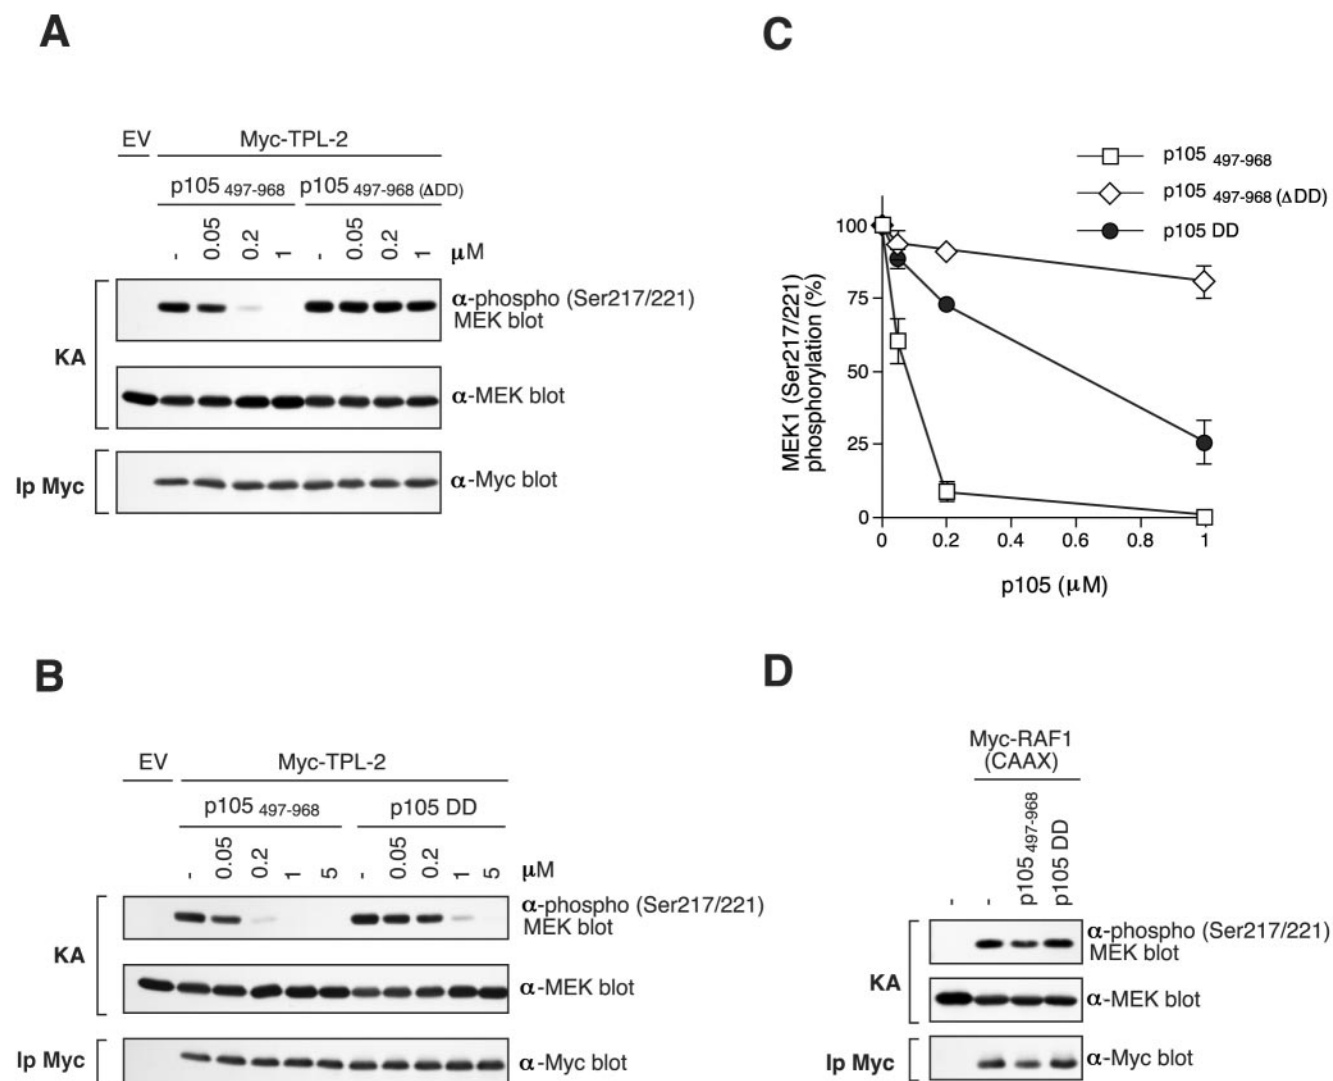 A
EV
Myc-TPL-2
p105 497-968
p105 497-968 (ΔDD)
-
0.05
0.2
1
-
0.05
0.2
1
μM
KA
α-phospho (Ser217/221)
MEK blot
α-MEK blot
Ip Myc
α-Myc blot
C
p105 497-968
p105 497-968 (ΔDD)
p105 DD
MEK1 (Ser217/221)
phosphorylation (%)
100
75
50
25
0
0
0.2
0.4
0.6
0.8
1
p105 (μM)
B
EV
Myc-TPL-2
p105 497-968
p105 DD
-
0.05
0.2
1
5
-
0.05
0.2
1
5
μM
KA
α-phospho (Ser217/221)
MEK blot
α-MEK blot
Ip Myc
α-Myc blot
D
Myc-RAF1
(CAAX)
-
-
p105 497-968
p105 DD
KA
α-phospho (Ser217/221)
MEK blot
α-MEK blot
Ip Myc
α-Myc blot